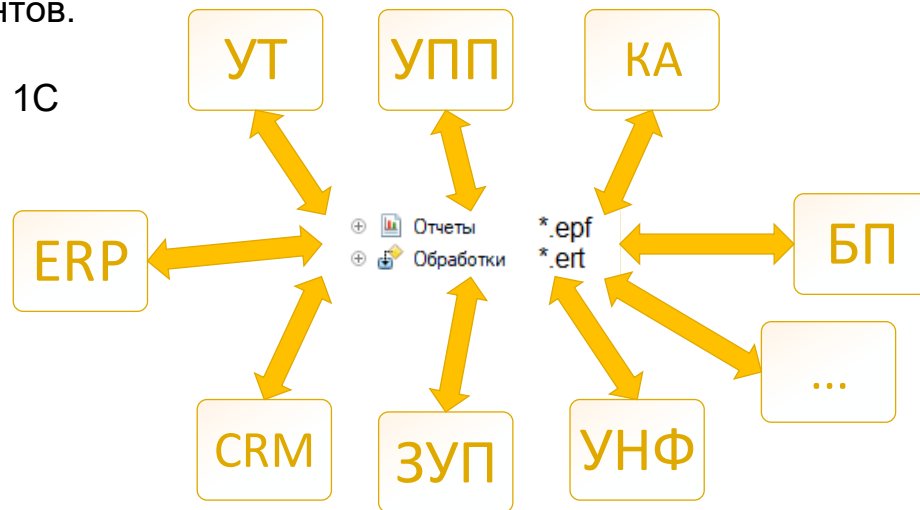 нтов.
УТ
УПП
КА
1С
Отчеты *.epf
Обработки *.ert
ERP
БП
...
CRM
ЗУП
УНФ